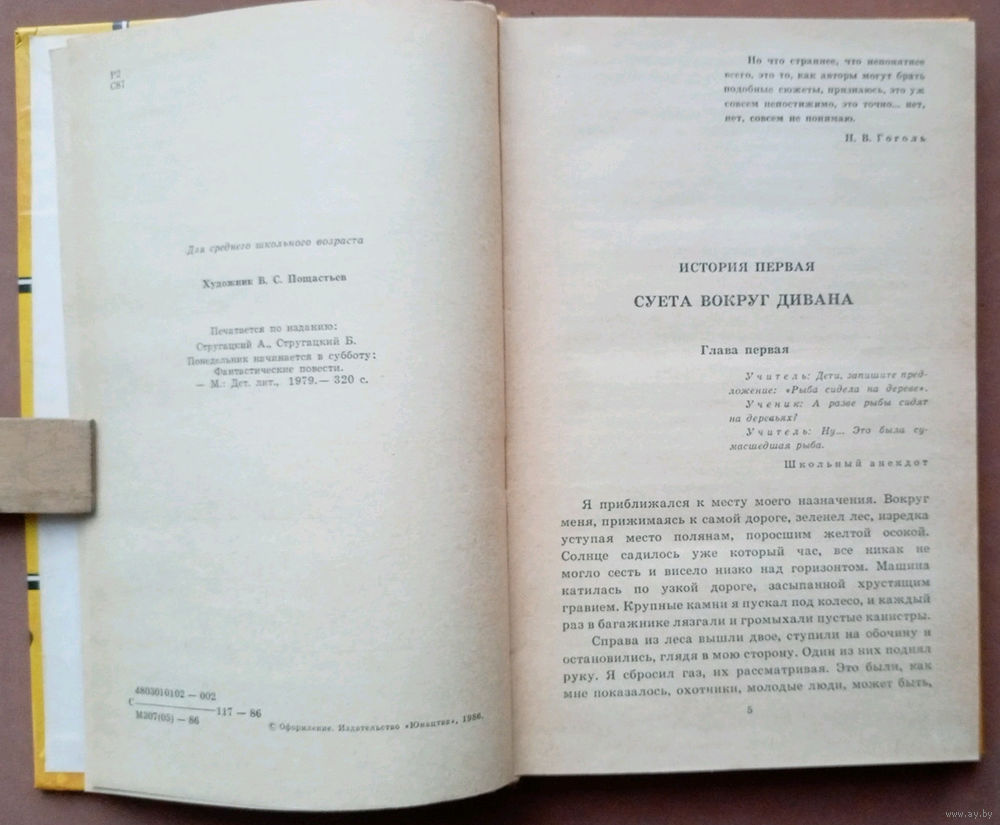 Р2
С87
Для среднего школьного возраста
Художник В. С. Пощастьев
Печатается по изданию:
Стругацкий А., Стругацкий Б.
Понедельник начинается в субботу:
Фантастические повести.
— М.: Дет. лит., 1979.— 320 с.
4803010102 — 002
С 117 — 86
М307(05) — 86
© Оформление. Издательство «Юнацтва», 1986.
Но что страннее, что непонятнее
всего, это то, как авторы могут брать
подобные сюжеты, признаюсь, это уж
совсем непостижимо, это точно... нет,
нет, совсем не понимаю.
Н. В. Гоголь
ИСТОРИЯ ПЕРВАЯ
СУЕТА ВОКРУГ ДИВАНА
Глава первая
Учитель: Дети, запишите пред-
ложение: «Рыба сидела на дереве».
Ученик: А разве рыбы сидят
на деревьях?
Учитель: Ну... Это была су-
масшедшая рыба.
Школьный анекдот
Я приближался к месту моего назначения. Вокруг
меня, прижимаясь к самой дороге, зеленел лес, изредка
уступая место полянам, поросшим желтой осокой.
Солнце садилось уже который час, все никак не
могло сесть и висело низко над горизонтом. Машина
катилась по узкой дороге, засыпанной хрустящим
гравием. Крупные камни я пускал под колесо, и каждый
раз в багажнике лязгали и громыхали пустые канистры.
Справа из леса вышли двое, ступили на обочину и
остановились, глядя в мою сторону. Один из них поднял
руку. Я сбросил газ, их рассматривая. Это были, как
мне показалось, охотники, молодые люди, может быть,
5
www.ay.by